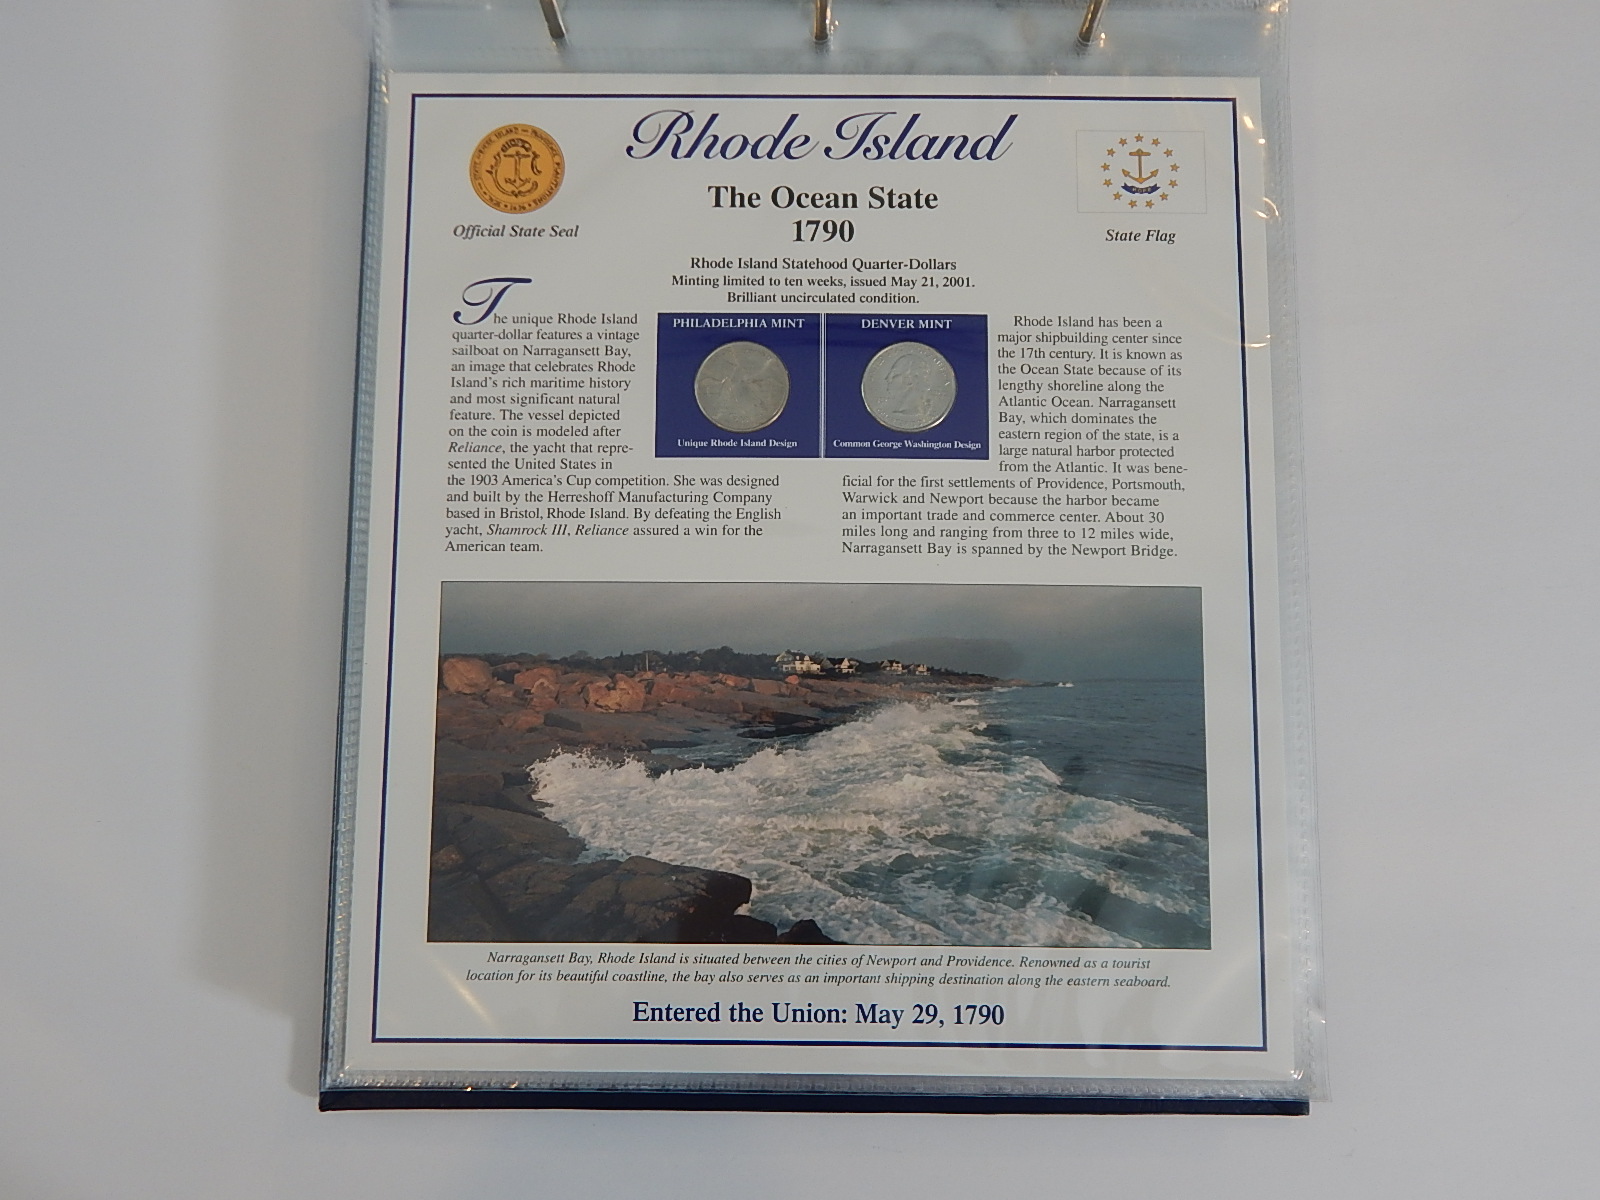 Rhode Island
The Ocean State
1790
Official State Seal
State Flag
Rhode Island Statehood Quarter-Dollars
Minting limited to ten weeks, issued May 21, 2001.
Brilliant uncirculated condition.
The unique Rhode Island
quarter-dollar features a vintage
sailboat on Narragansett Bay,
an image that celebrates Rhode
Island's rich maritime history
and most significant natural
feature. The vessel depicted
on the coin is modeled after
Reliance, the yacht that repre-
sented the United States in
the 1903 America's Cup competition. She was designed
and built by the Herreshoff Manufacturing Company
based in Bristol, Rhode Island. By defeating the English
yacht, Shamrock III, Reliance assured a win for the
American team.
PHILADELPHIA MINT
Unique Rhode Island Design
DENVER MINT
Common George Washington Design
Rhode Island has been a
major shipbuilding center since
the 17th century. It is known as
the Ocean State because of its
lengthy shoreline along the
Atlantic Ocean. Narragansett
Bay, which dominates the
eastern region of the state, is a
large natural harbor protected
from the Atlantic. It was bene-
ficial for the first settlements of Providence, Portsmouth,
Warwick and Newport because the harbor became
an important trade and commerce center. About 30
miles long and ranging from three to 12 miles wide,
Narragansett Bay is spanned by the Newport Bridge.
Narragansett Bay, Rhode Island is situated between the cities of Newport and Providence. Renowned as a tourist
location for its beautiful coastline, the bay also serves as an important shipping destination along the eastern seaboard.
Entered the Union: May 29, 1790